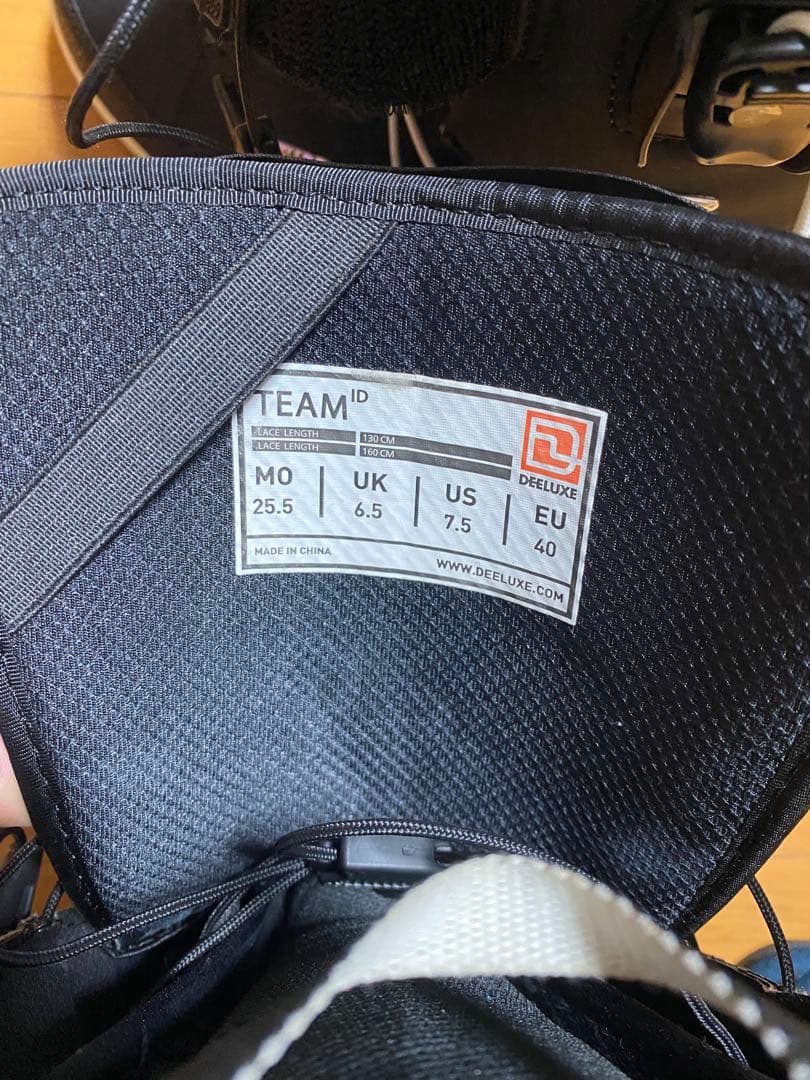 TEAM ID
LACE LENGTH 130 CM
LACE LENGTH 160 CM
DEELUXE
MO UK US EU
25.5 6.5 7.5 40
MADE IN CHINA
WWW.DEELUXE.COM